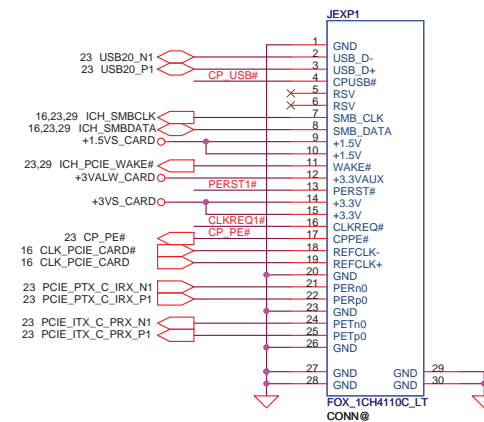 JEXP1
1 GND
23 USB20_N1 2 USB_D-
23 USB20_P1 3 USB_D+
CP_USB# 4 CPUSB#
5 RSV
6 RSV
16,23,29 ICH_SMBCLK 7 SMB_CLK
16,23,29 ICH_SMBDATA 8 SMB_DATA
+1.5VS_CARD 9 +1.5V
10 +1.5V
23,29 ICH_PCIE_WAKE# 11 WAKE#
+3VALW_CARD 12 +3.3VAUX
PERST1# 13 PERST#
+3VS_CARD 14 +3.3V
15 +3.3V
CLKREQ1# 16 CLKREQ#
23 CP_PE# CP_PE# 17 CPPE#
16 CLK_PCIE_CARD# 18 REFCLK-
16 CLK_PCIE_CARD 19 REFCLK+
20 GND
23 PCIE_PTX_C_IRX_N1 21 PERn0
23 PCIE_PTX_C_IRX_P1 22 PERp0
23 GND
23 PCIE_ITX_C_PRX_N1 24 PETn0
23 PCIE_ITX_C_PRX_P1 25 PETp0
26 GND
27 GND GND 29
28 GND GND 30
FOX_1CH4110C_LT
CONN@